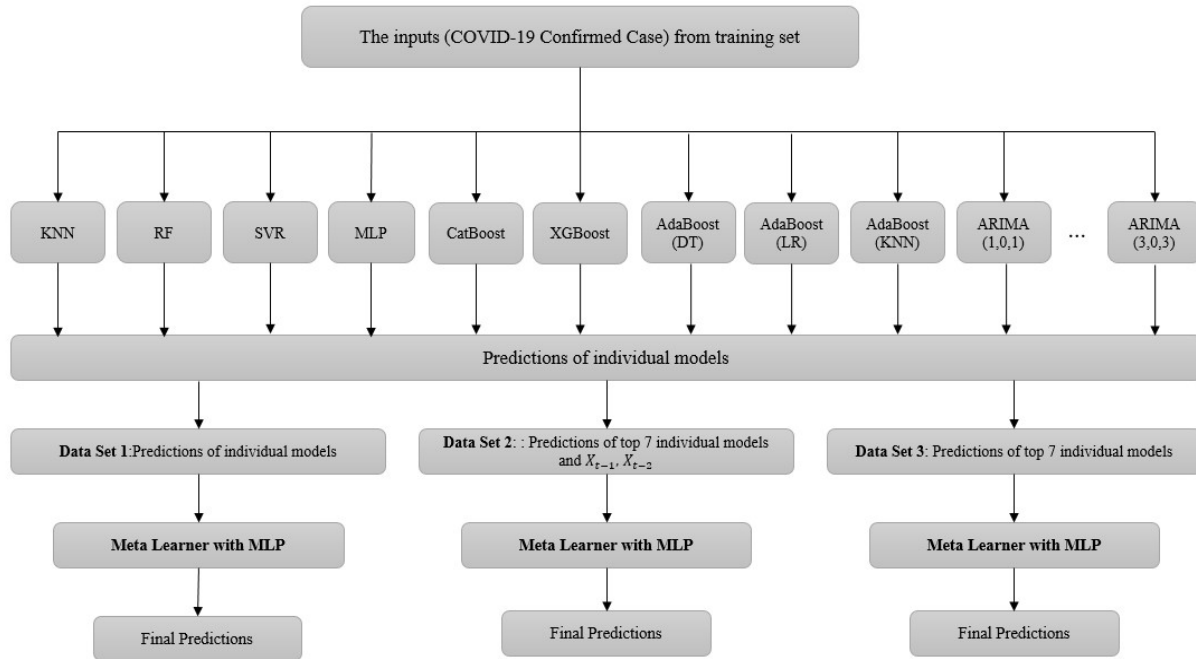 The inputs (COVID-19 Confirmed Case) from training set
KNN
RF
SVR
MLP
CatBoost
XGBoost
AdaBoost
(DT)
AdaBoost
(LR)
AdaBoost
(KNN)
ARIMA
(1,0,1)
...
ARIMA
(3,0,3)
Predictions of individual models
Data Set 1:Predictions of individual models
Data Set 2: : Predictions of top 7 individual models
and X_{t-1}, X_{t-2}
Data Set 3: Predictions of top 7 individual models
Meta Learner with MLP
Meta Learner with MLP
Meta Learner with MLP
Final Predictions
Final Predictions
Final Predictions